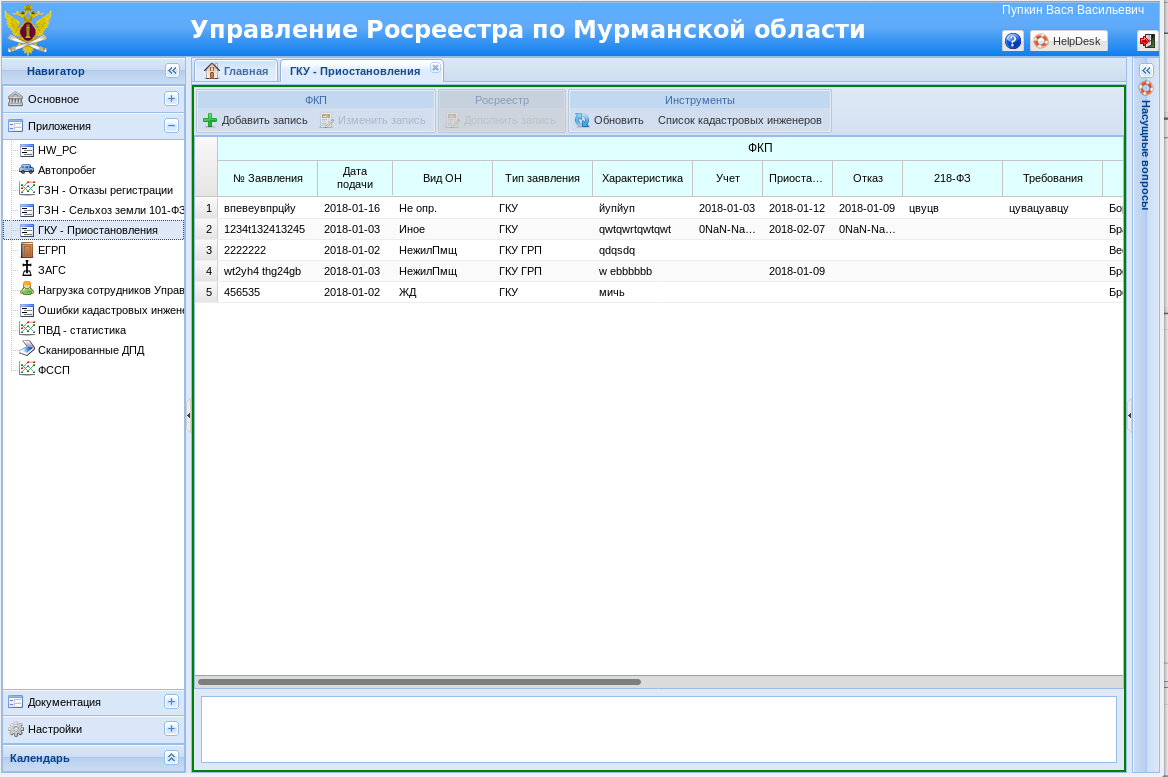 Пупкин Вася Васильевич
Управление Росреестра по Мурманской области
HelpDesk
Навигатор
Основное
Приложения
HW_PC
Автопробег
ГЗН - Отказы регистрации
ГЗН - Сельхоз земли 101-ФЗ
ГКУ - Приостановления
ЕГРП
ЗАГС
Нагрузка сотрудников Управ
Ошибки кадастровых инжене
ПВД - статистика
Сканированные ДПД
ФССП
Документация
Настройки
Календарь
Главная
ГКУ - Приостановления
ФКП Росреестр Инструменты
Добавить запись Изменить запись Дополнить запись Обновить Список кадастровых инженеров
ФКП
№ Заявления Дата подачи Вид ОН Тип заявления Характеристика Учет Приоста... Отказ 218-ФЗ Требования
1 впевеувпрцйу 2018-01-16 Не опр. ГКУ йупйуп 2018-01-03 2018-01-12 2018-01-09 цвуцв цувацуавцу Бо
2 1234t132413245 2018-01-03 Иное ГКУ qwtqwrtqwtqwt 0NaN-Na... 2018-02-07 0NaN-Na... Бр
3 2222222 2018-01-02 НежилПмщ ГКУ ГРП qdqsdq Ве
4 wt2yh4 thg24gb 2018-01-03 НежилПмщ ГКУ ГРП w ebbbbbb 2018-01-09 Бр
5 456535 2018-01-02 ЖД ГКУ мичь Бр
Насущные вопросы